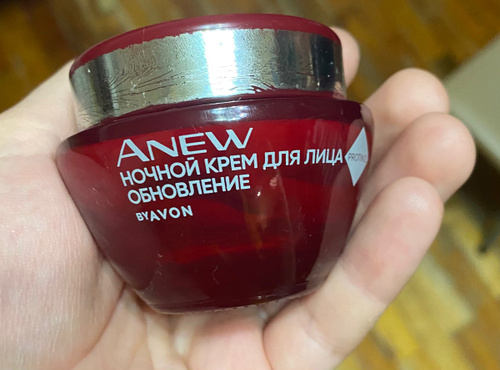 ANEW
НОЧНОЙ КРЕМ ДЛЯ ЛИЦА
ОБНОВЛЕНИЕ
BY AVON